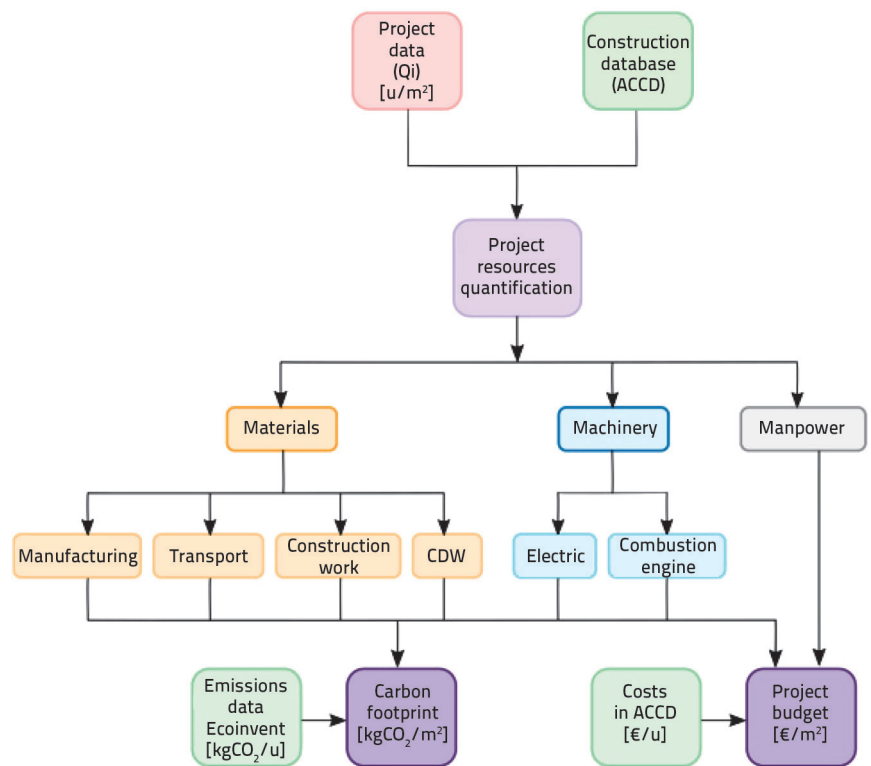 Project
data
(Qi)
[u/m²]
Construction
database
(ACCD)
Project
resources
quantification
Materials
Machinery
Manpower
Manufacturing
Transport
Construction
work
CDW
Electric
Combustion
engine
Emissions
data
Ecoinvent
[kgCO₂/u]
Carbon
footprint
[kgCO₂/m²]
Costs
in ACCD
[€/u]
Project
budget
[€/m²]